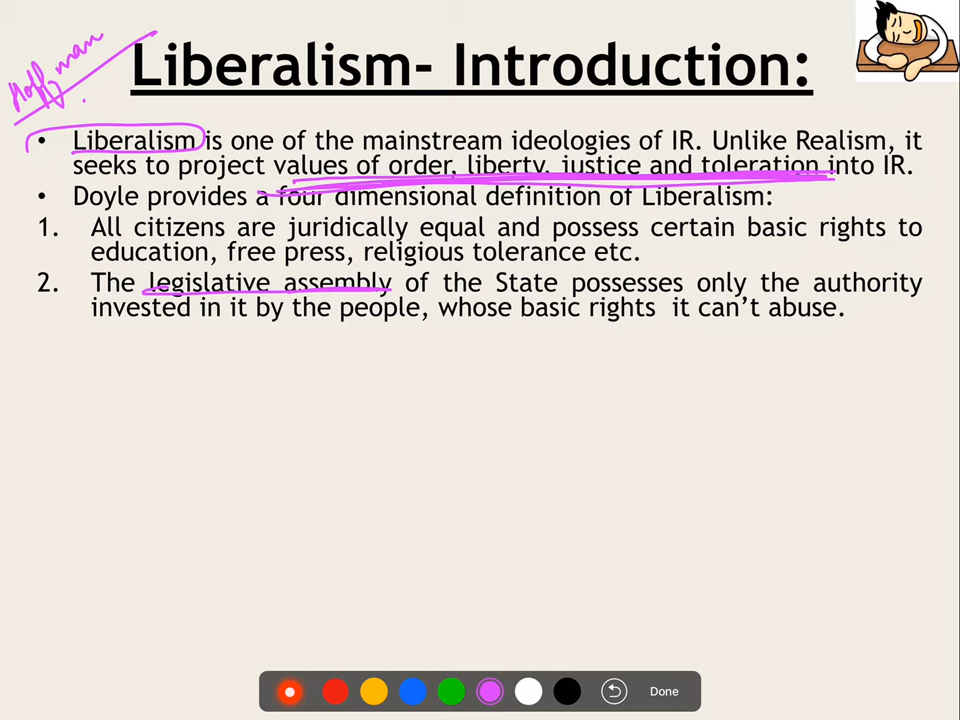 Hoffman
Liberalism- Introduction:
• Liberalism is one of the mainstream ideologies of IR. Unlike Realism, it
seeks to project values of order, liberty, justice and toleration into IR.
• Doyle provides a four dimensional definition of Liberalism:
1. All citizens are juridically equal and possess certain basic rights to
education, free press, religious tolerance etc.
2. The legislative assembly of the State possesses only the authority
invested in it by the people, whose basic rights it can't abuse.
Done